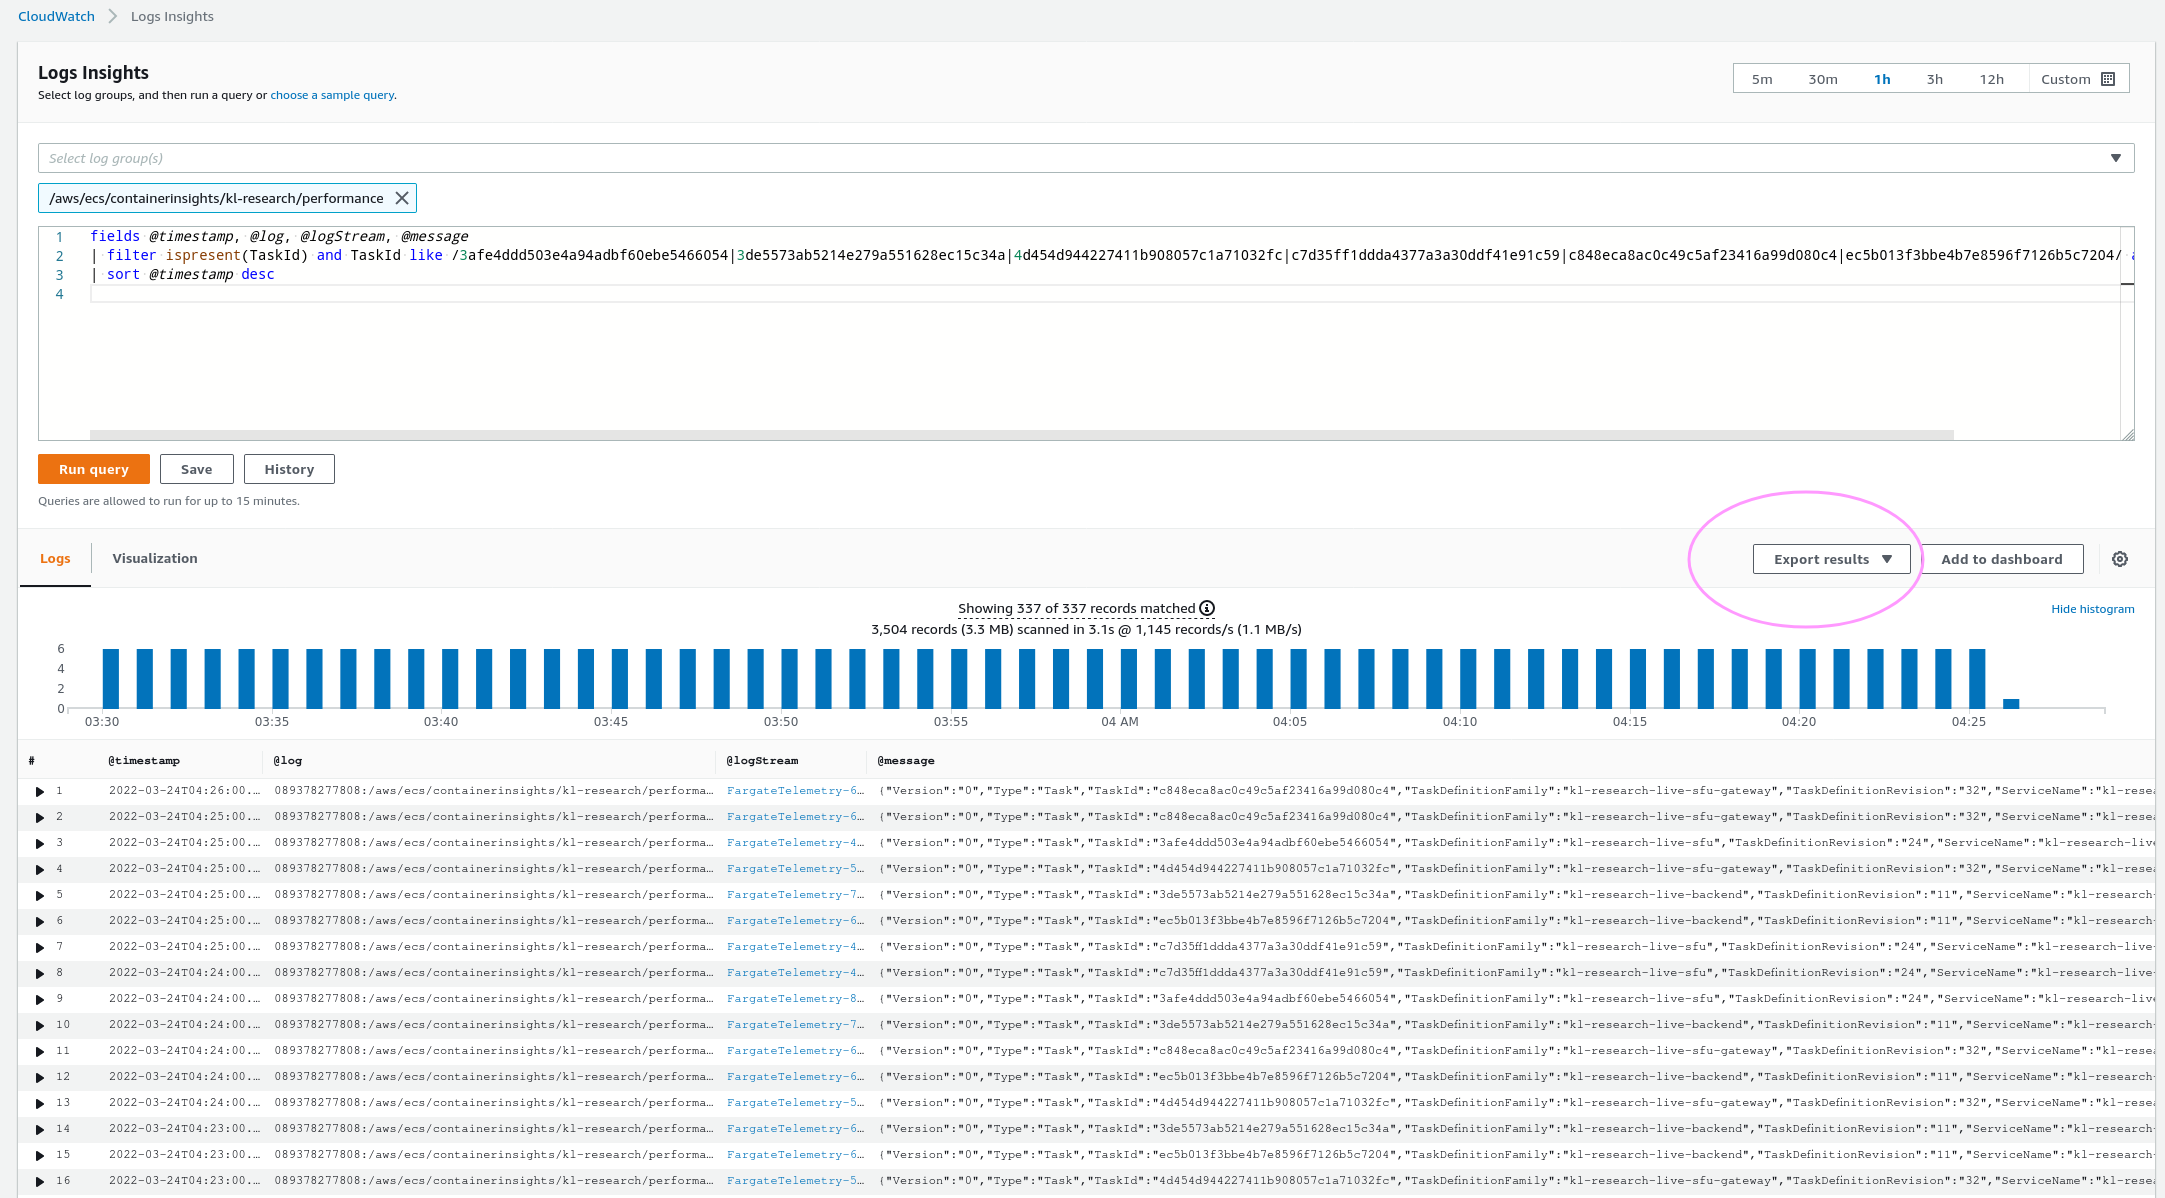 CloudWatch > Logs Insights
Logs Insights
Select log groups, and then run a query or choose a sample query.
5m 30m 1h 3h 12h Custom
Select log group(s)
/aws/ecs/containerinsights/kl-research/performance
1 fields @timestamp, @log, @logStream, @message
2 | filter ispresent(TaskId) and TaskId like /3afe4ddd503e4a94adbf60ebe5466054|3de5573ab5214e279a551628ec15c34a|4d454d944227411b908057c1a71032fc|c7d35ff1ddda4377a3a30ddf41e91c59|c848eca8ac0c49c5af23416a99d080c4|ec5b013f3bbe4b7e8596f7126b5c7204/
3 | sort @timestamp desc
4
Run query Save History
Queries are allowed to run for up to 15 minutes.
Logs Visualization Export results Add to dashboard
Showing 337 of 337 records matched
Hide histogram
3,504 records (3.3 MB) scanned in 3.1s @ 1,145 records/s (1.1 MB/s)
6
4
2
0
03:30 03:35 03:40 03:45 03:50 03:55 04 AM 04:05 04:10 04:15 04:20 04:25
# @timestamp @log @logStream @message
1 2022-03-24T04:26:00.... 089378277808:/aws/ecs/containerinsights/kl-research/performa... FargateTelemetry-6... {"Version":"0","Type":"Task","TaskId":"c848eca8ac0c49c5af23416a99d080c4","TaskDefinitionFamily":"kl-research-live-sfu-gateway","TaskDefinitionRevision":"32","ServiceName":"kl-resea
2 2022-03-24T04:25:00.... 089378277808:/aws/ecs/containerinsights/kl-research/performa... FargateTelemetry-6... {"Version":"0","Type":"Task","TaskId":"c848eca8ac0c49c5af23416a99d080c4","TaskDefinitionFamily":"kl-research-live-sfu-gateway","TaskDefinitionRevision":"32","ServiceName":"kl-resea
3 2022-03-24T04:25:00.... 089378277808:/aws/ecs/containerinsights/kl-research/performa... FargateTelemetry-4... {"Version":"0","Type":"Task","TaskId":"3afe4ddd503e4a94adbf60ebe5466054","TaskDefinitionFamily":"kl-research-live-sfu","TaskDefinitionRevision":"24","ServiceName":"kl-research-live
4 2022-03-24T04:25:00.... 089378277808:/aws/ecs/containerinsights/kl-research/performa... FargateTelemetry-5... {"Version":"0","Type":"Task","TaskId":"4d454d944227411b908057c1a71032fc","TaskDefinitionFamily":"kl-research-live-sfu-gateway","TaskDefinitionRevision":"32","ServiceName":"kl-resea
5 2022-03-24T04:25:00.... 089378277808:/aws/ecs/containerinsights/kl-research/performa... FargateTelemetry-7... {"Version":"0","Type":"Task","TaskId":"3de5573ab5214e279a551628ec15c34a","TaskDefinitionFamily":"kl-research-live-backend","TaskDefinitionRevision":"11","ServiceName":"kl-research-
6 2022-03-24T04:25:00.... 089378277808:/aws/ecs/containerinsights/kl-research/performa... FargateTelemetry-6... {"Version":"0","Type":"Task","TaskId":"ec5b013f3bbe4b7e8596f7126b5c7204","TaskDefinitionFamily":"kl-research-live-backend","TaskDefinitionRevision":"11","ServiceName":"kl-research-
7 2022-03-24T04:25:00.... 089378277808:/aws/ecs/containerinsights/kl-research/performa... FargateTelemetry-4... {"Version":"0","Type":"Task","TaskId":"c7d35ff1ddda4377a3a30ddf41e91c59","TaskDefinitionFamily":"kl-research-live-sfu","TaskDefinitionRevision":"24","ServiceName":"kl-research-live-
8 2022-03-24T04:24:00.... 089378277808:/aws/ecs/containerinsights/kl-research/performa... FargateTelemetry-4... {"Version":"0","Type":"Task","TaskId":"c7d35ff1ddda4377a3a30ddf41e91c59","TaskDefinitionFamily":"kl-research-live-sfu","TaskDefinitionRevision":"24","ServiceName":"kl-research-live-
9 2022-03-24T04:24:00.... 089378277808:/aws/ecs/containerinsights/kl-research/performa... FargateTelemetry-8... {"Version":"0","Type":"Task","TaskId":"3afe4ddd503e4a94adbf60ebe5466054","TaskDefinitionFamily":"kl-research-live-sfu","TaskDefinitionRevision":"24","ServiceName":"kl-research-live
10 2022-03-24T04:24:00.... 089378277808:/aws/ecs/containerinsights/kl-research/performa... FargateTelemetry-7... {"Version":"0","Type":"Task","TaskId":"3de5573ab5214e279a551628ec15c34a","TaskDefinitionFamily":"kl-research-live-backend","TaskDefinitionRevision":"11","ServiceName":"kl-research-
11 2022-03-24T04:24:00.... 089378277808:/aws/ecs/containerinsights/kl-research/performa... FargateTelemetry-6... {"Version":"0","Type":"Task","TaskId":"c848eca8ac0c49c5af23416a99d080c4","TaskDefinitionFamily":"kl-research-live-sfu-gateway","TaskDefinitionRevision":"32","ServiceName":"kl-resea
12 2022-03-24T04:24:00.... 089378277808:/aws/ecs/containerinsights/kl-research/performa... FargateTelemetry-6... {"Version":"0","Type":"Task","TaskId":"ec5b013f3bbe4b7e8596f7126b5c7204","TaskDefinitionFamily":"kl-research-live-backend","TaskDefinitionRevision":"11","ServiceName":"kl-research-
13 2022-03-24T04:24:00.... 089378277808:/aws/ecs/containerinsights/kl-research/performa... FargateTelemetry-5... {"Version":"0","Type":"Task","TaskId":"4d454d944227411b908057c1a71032fc","TaskDefinitionFamily":"kl-research-live-sfu-gateway","TaskDefinitionRevision":"32","ServiceName":"kl-resea
14 2022-03-24T04:23:00.... 089378277808:/aws/ecs/containerinsights/kl-research/performa... FargateTelemetry-6... {"Version":"0","Type":"Task","TaskId":"3de5573ab5214e279a551628ec15c34a","TaskDefinitionFamily":"kl-research-live-backend","TaskDefinitionRevision":"11","ServiceName":"kl-research-
15 2022-03-24T04:23:00.... 089378277808:/aws/ecs/containerinsights/kl-research/performa... FargateTelemetry-6... {"Version":"0","Type":"Task","TaskId":"ec5b013f3bbe4b7e8596f7126b5c7204","TaskDefinitionFamily":"kl-research-live-backend","TaskDefinitionRevision":"11","ServiceName":"kl-research-
16 2022-03-24T04:23:00.... 089378277808:/aws/ecs/containerinsights/kl-research/performa... FargateTelemetry-5... {"Version":"0","Type":"Task","TaskId":"4d454d944227411b908057c1a71032fc","TaskDefinitionFamily":"kl-research-live-sfu-gateway","TaskDefinitionRevision":"32","ServiceName":"kl-resea